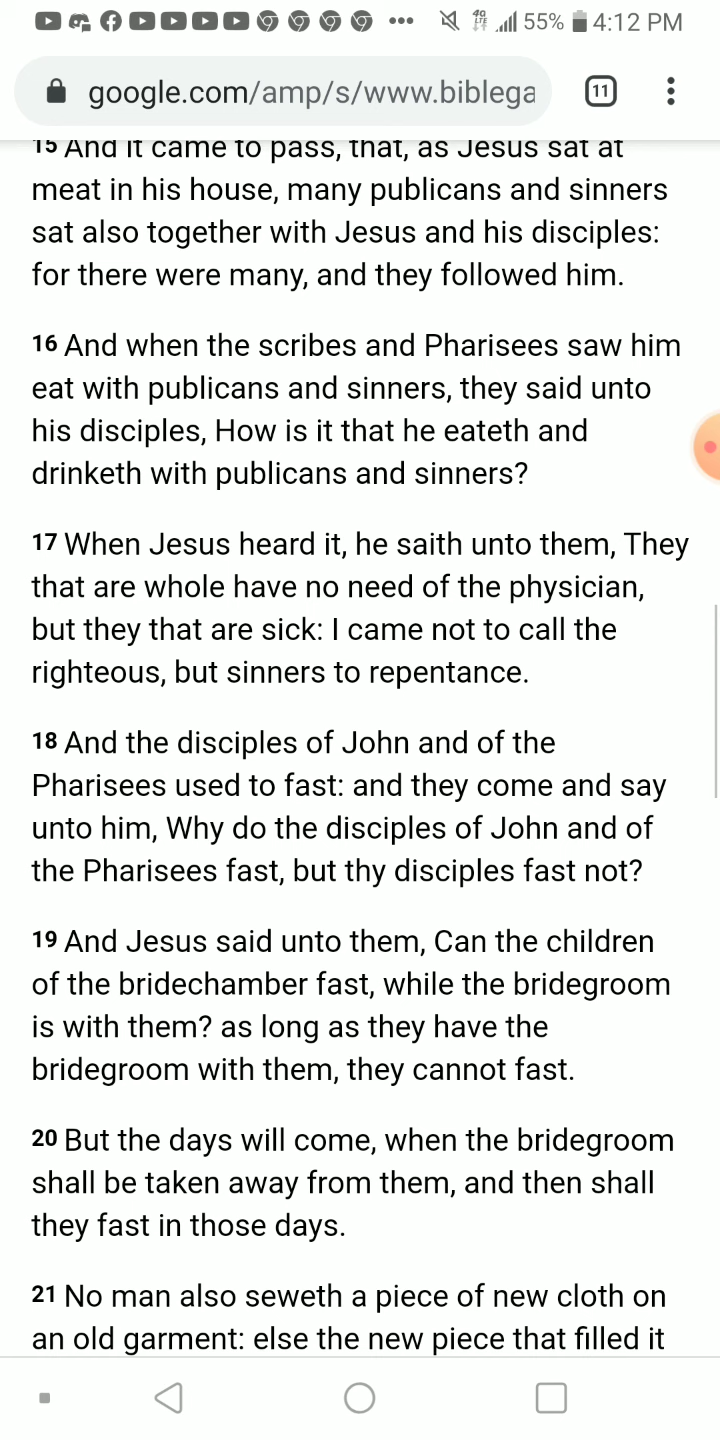 4G
LTE
55%
4:12 PM
google.com/amp/s/www.biblega
11
15 And it came to pass, that, as Jesus sat at
meat in his house, many publicans and sinners
sat also together with Jesus and his disciples:
for there were many, and they followed him.
16 And when the scribes and Pharisees saw him
eat with publicans and sinners, they said unto
his disciples, How is it that he eateth and
drinketh with publicans and sinners?
17 When Jesus heard it, he saith unto them, They
that are whole have no need of the physician,
but they that are sick: I came not to call the
righteous, but sinners to repentance.
18 And the disciples of John and of the
Pharisees used to fast: and they come and say
unto him, Why do the disciples of John and of
the Pharisees fast, but thy disciples fast not?
19 And Jesus said unto them, Can the children
of the bridechamber fast, while the bridegroom
is with them? as long as they have the
bridegroom with them, they cannot fast.
20 But the days will come, when the bridegroom
shall be taken away from them, and then shall
they fast in those days.
21 No man also seweth a piece of new cloth on
an old garment: else the new piece that filled it